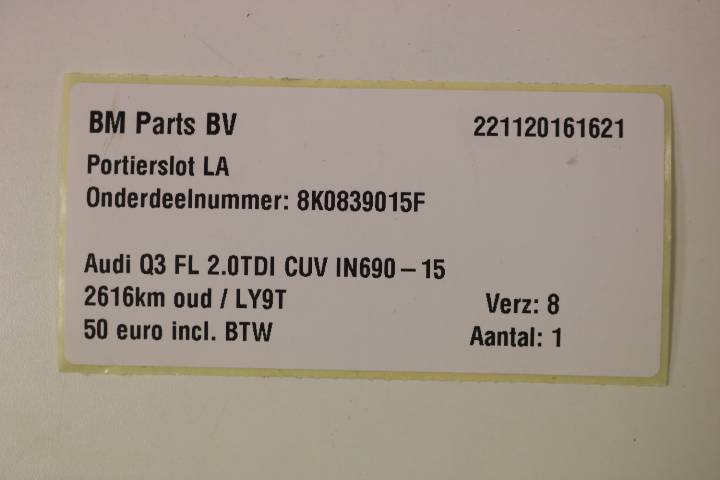 BM Parts BV 221120161621
Portierslot LA
Onderdeelnummer: 8K0839015F
Audi Q3 FL 2.0TDI CUV IN690 – 15
2616km oud / LY9T Verz: 8
50 euro incl. BTW Aantal: 1